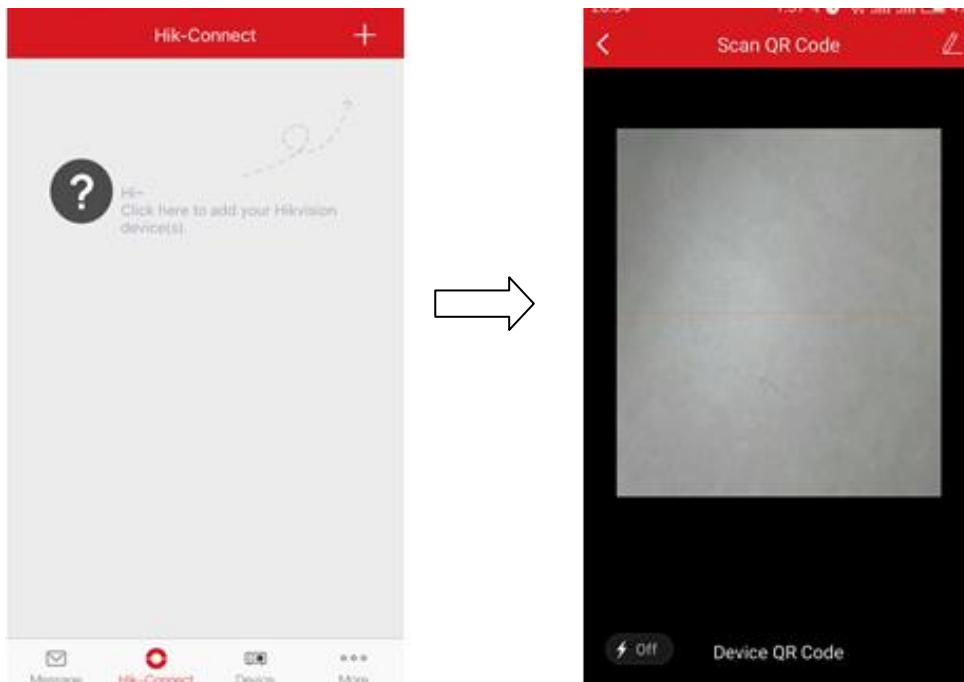 Hik-Connect +
Hi~
Click here to add your Hikvision
device(s).
Message Hik-Connect Device More
Scan QR Code
Off
Device QR Code